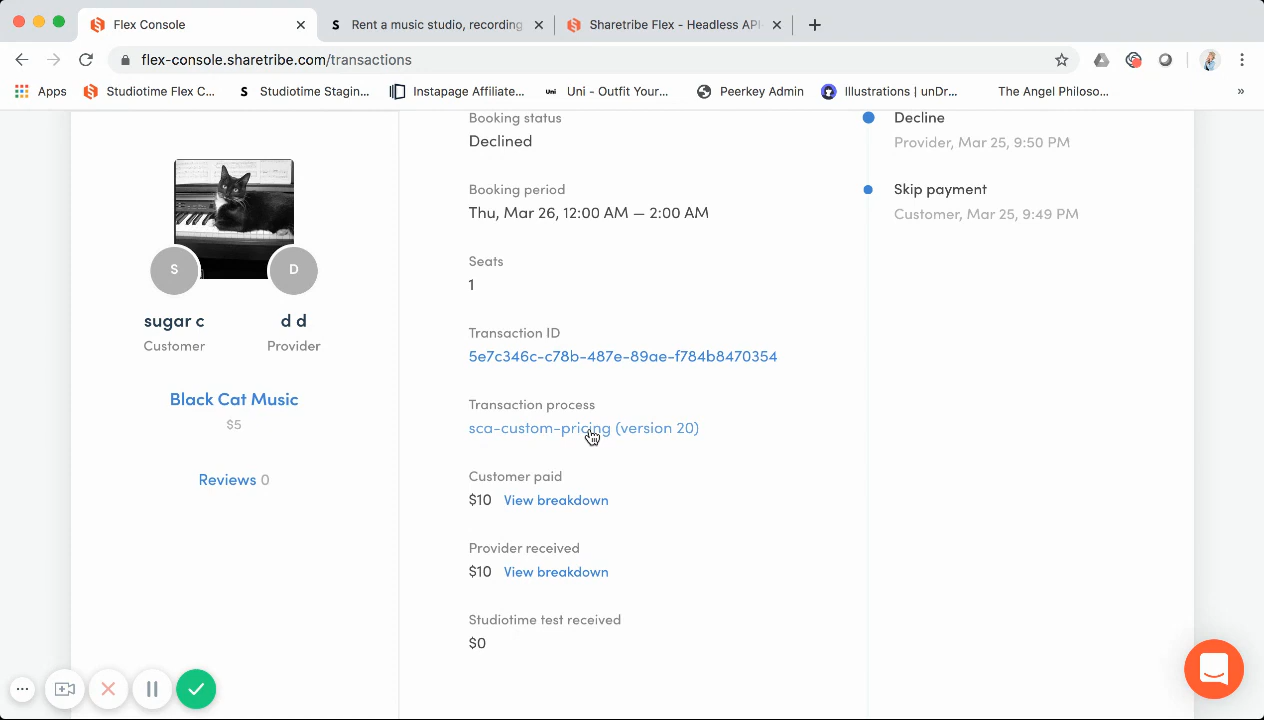 Flex Console
Rent a music studio, recording
Sharetribe Flex - Headless API
flex-console.sharetribe.com/transactions
Apps
Studiotime Flex C...
S
Studiotime Stagin...
Instapage Affiliate...
Uni
Uni - Outfit Your...
Peerkey Admin
Illustrations | unDr...
The Angel Philoso...
»
S
D
sugar c
Customer
d d
Provider
Black Cat Music
$5
Reviews 0
Booking status
Declined
Booking period
Thu, Mar 26, 12:00 AM – 2:00 AM
Seats
1
Transaction ID
5e7c346c-c78b-487e-89ae-f784b8470354
Transaction process
sca-custom-pricing (version 20)
Customer paid
$10 View breakdown
Provider received
$10 View breakdown
Studiotime test received
$0
Decline
Provider, Mar 25, 9:50 PM
Skip payment
Customer, Mar 25, 9:49 PM